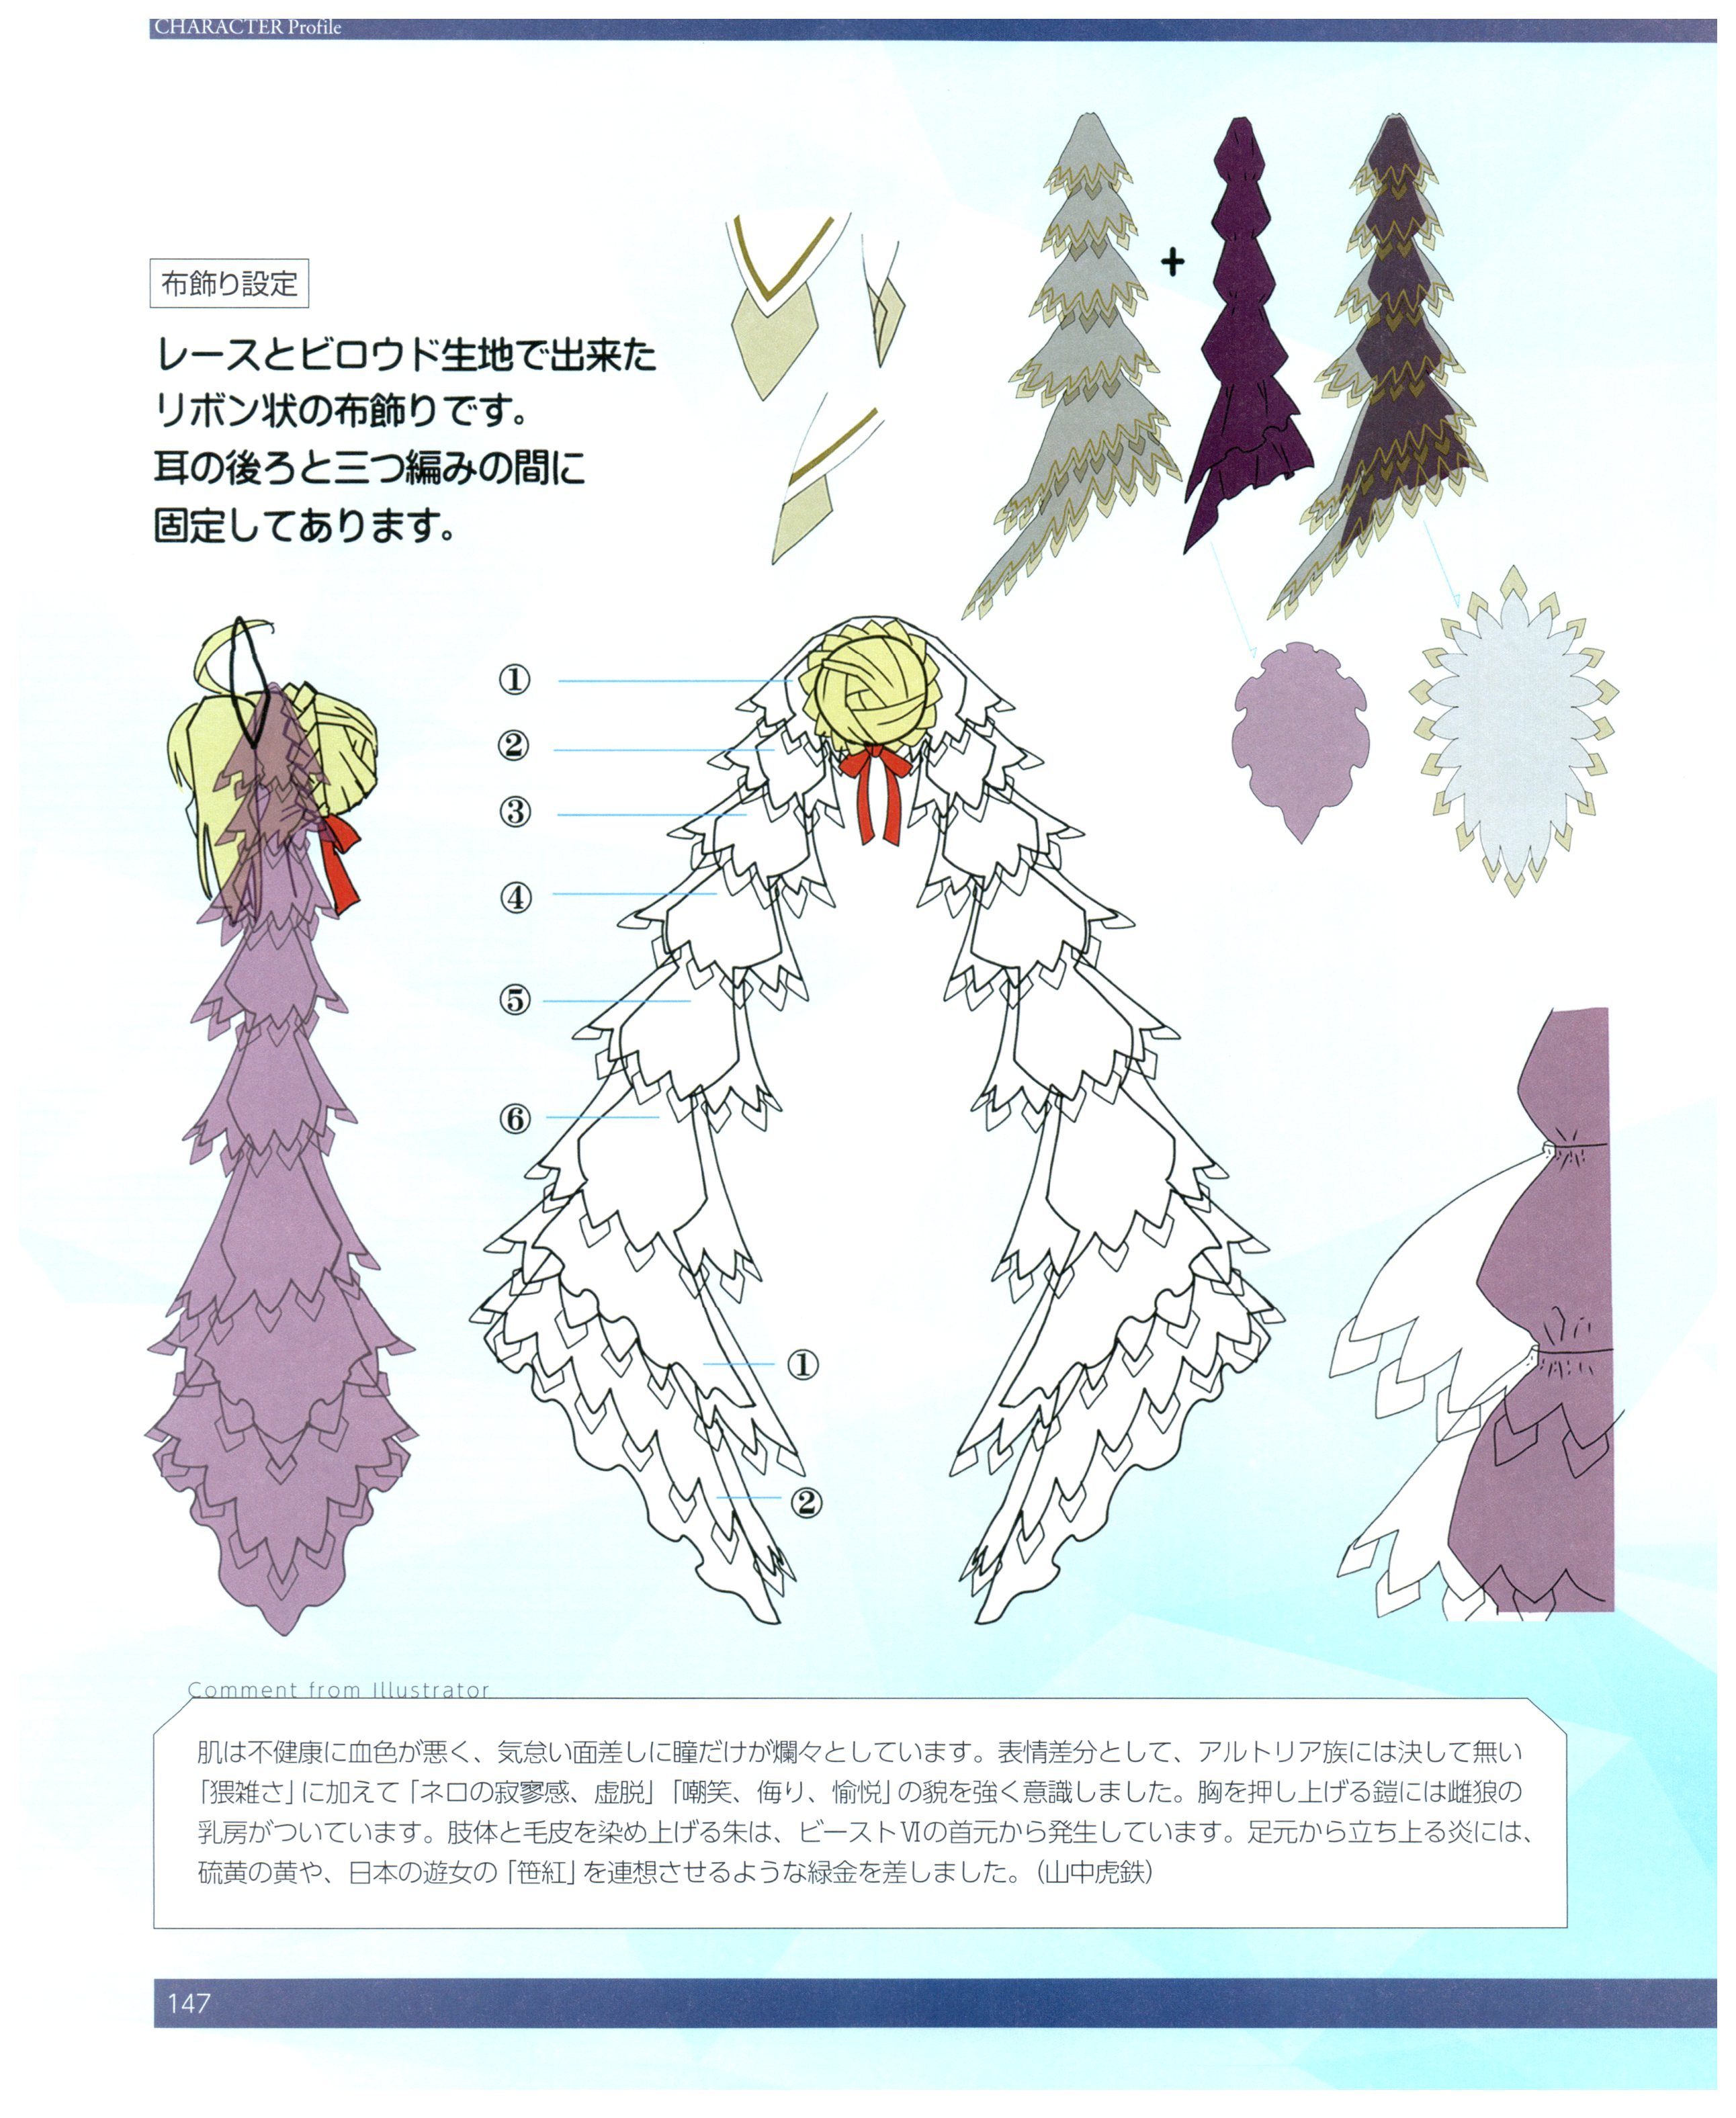 CHARACTER Profile
布飾り設定
レースとビロウド生地で出来た
リボン状の布飾りです。
耳の後ろと三つ編みの間に
固定してあります。
+
①
②
③
④
⑤
⑥
①
②
Comment from Illustrator
肌は不健康に血色が悪く、気怠い面差しに瞳だけが爛々としています。表情差分として、アルトリア族には決して無い
「猥雑さ」に加えて「ネロの寂寥感、虚脱」「嘲笑、侮り、愉悦」の貌を強く意識しました。胸を押し上げる鎧には雌狼の
乳房がついています。肢体と毛皮を染め上げる朱は、ビーストⅥの首元から発生しています。足元から立ち上る炎には、
硫黄の黄や、日本の遊女の「笹紅」を連想させるような緑金を差しました。（山中虎鉄）
147